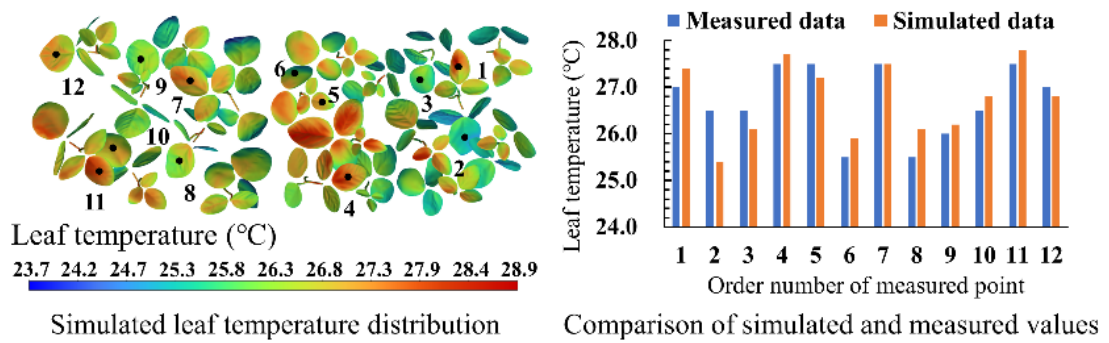 12
9
7
10
11
8
6
5
1
3
2
4
Leaf temperature (°C)
23.7 24.2 24.7 25.3 25.8 26.3 26.8 27.3 27.9 28.4 28.9
Simulated leaf temperature distribution
Measured data Simulated data
Leaf temperature (°C)
28.0
27.0
26.0
25.0
24.0
1 2 3 4 5 6 7 8 9 10 11 12
Order number of measured point
Comparison of simulated and measured values